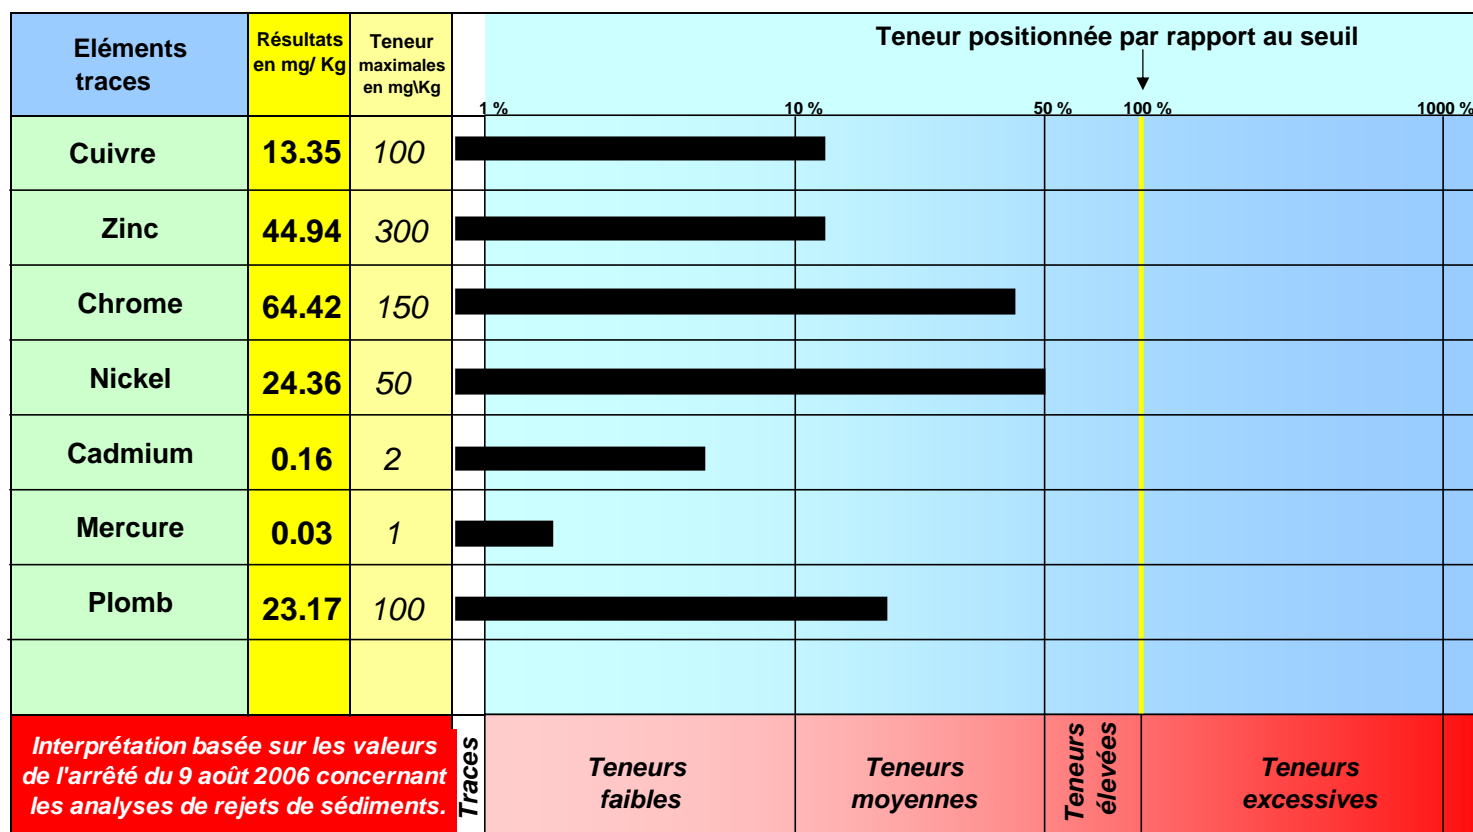 Eléments
traces
Résultats
en mg/ Kg
Teneur
maximales
en mg\Kg
Teneur positionnée par rapport au seuil
1 %
10 %
50 %
100 %
1000 %
Cuivre
13.35
100
Zinc
44.94
300
Chrome
64.42
150
Nickel
24.36
50
Cadmium
0.16
2
Mercure
0.03
1
Plomb
23.17
100
Interprétation basée sur les valeurs
de l'arrêté du 9 août 2006 concernant
les analyses de rejets de sédiments.
Traces
Teneurs
faibles
Teneurs
moyennes
Teneurs
élevées
Teneurs
excessives